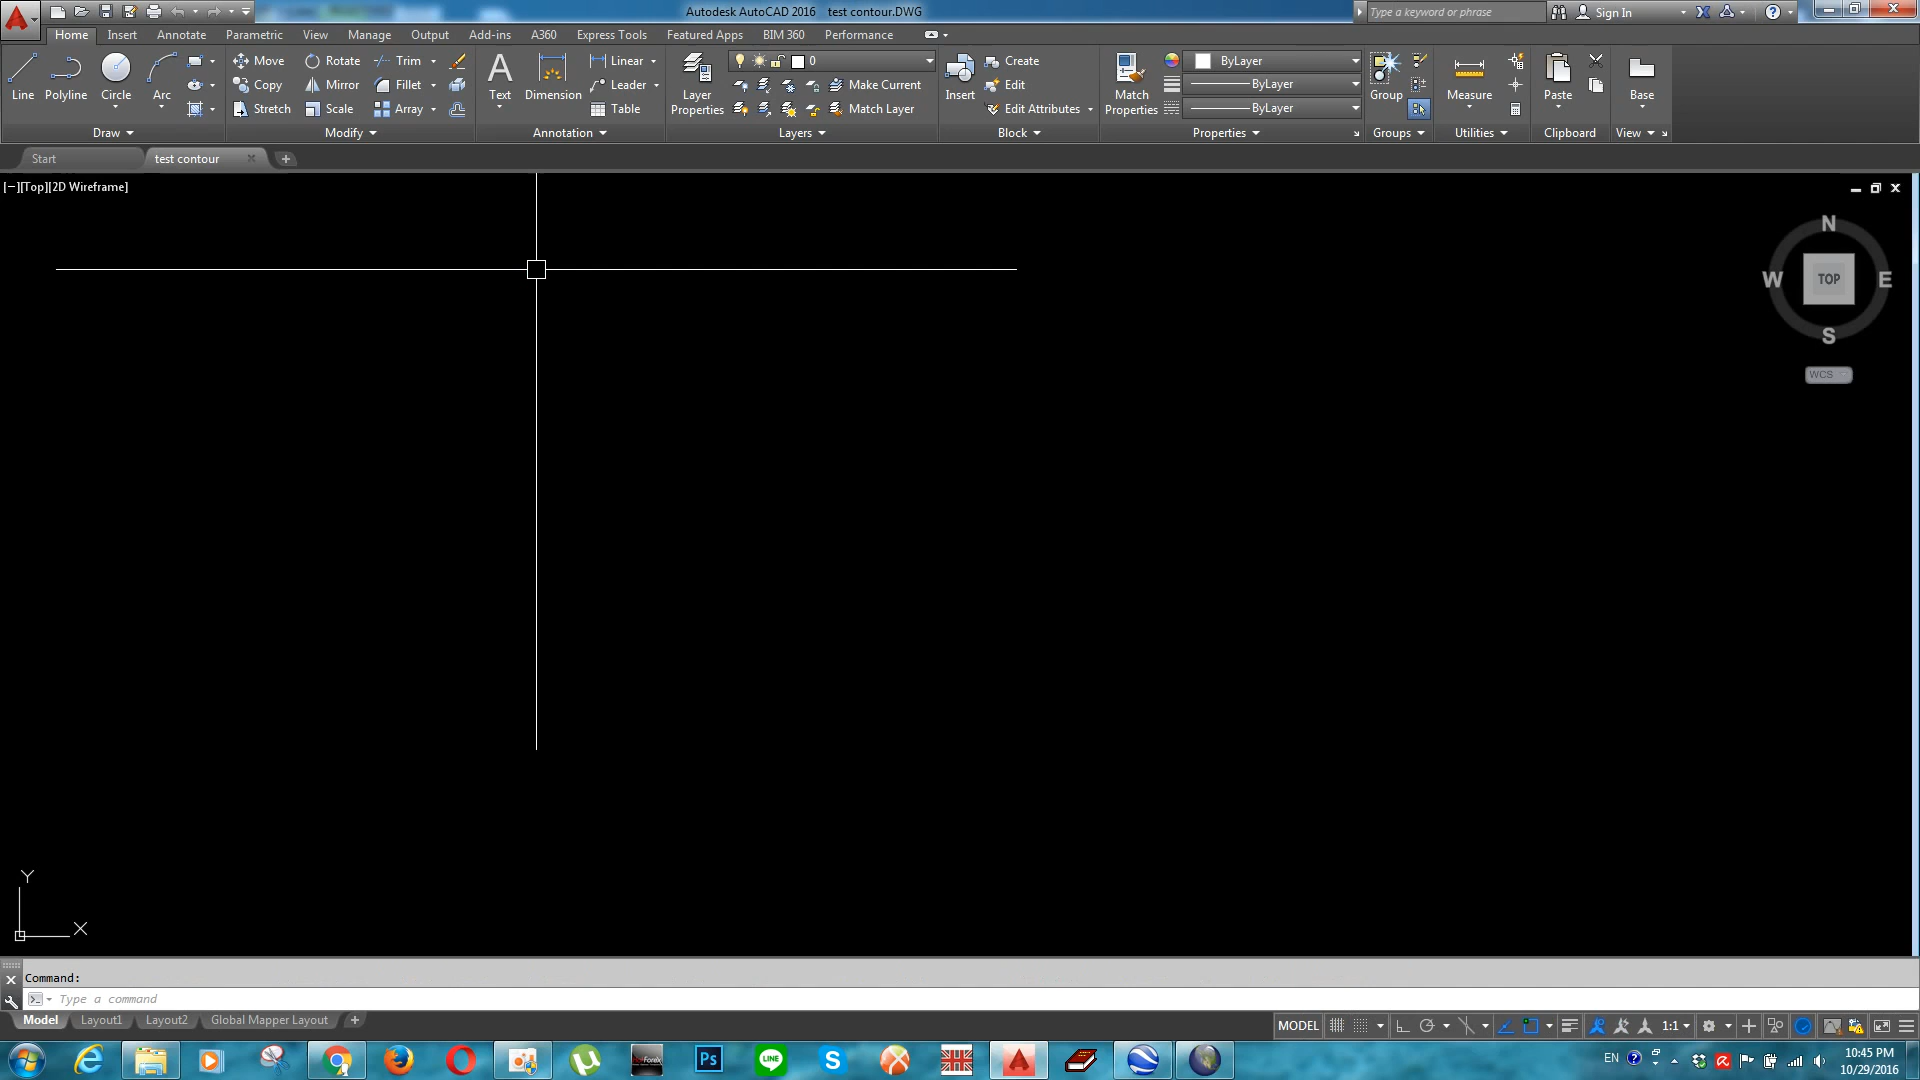 Autodesk AutoCAD 2016 test contour.DWG
Type a keyword or phrase
Sign In
Home Insert Annotate Parametric View Manage Output Add-ins A360 Express Tools Featured Apps BIM 360 Performance
Line Polyline Circle Arc
Draw
Move Rotate Trim
Copy Mirror Fillet
Stretch Scale Array
Modify
Text Dimension
Linear
Leader
Table
Annotation
Layer Properties
0
Make Current
Match Layer
Layers
Insert
Create
Edit
Edit Attributes
Block
Match Properties
ByLayer
ByLayer
ByLayer
Properties
Group
Groups
Measure
Utilities
Paste
Clipboard
Base
View
Start test contour
[−][Top][2D Wireframe]
N
W TOP E
S
WCS
Y
X
Command:
Type a command
Model Layout1 Layout2 Global Mapper Layout
MODEL 1:1
Forex
Ps
LINE
EN
10:45 PM
10/29/2016